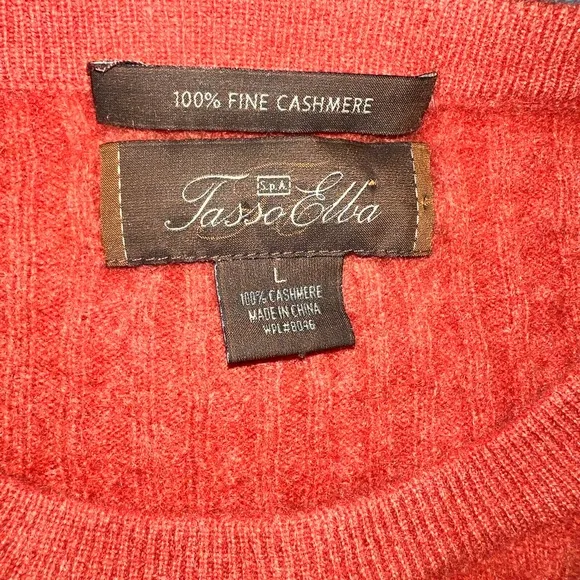 100% FINE CASHMERE
S.p.A.
Tasso Elba
L
100% CASHMERE
MADE IN CHINA
WPL#8046